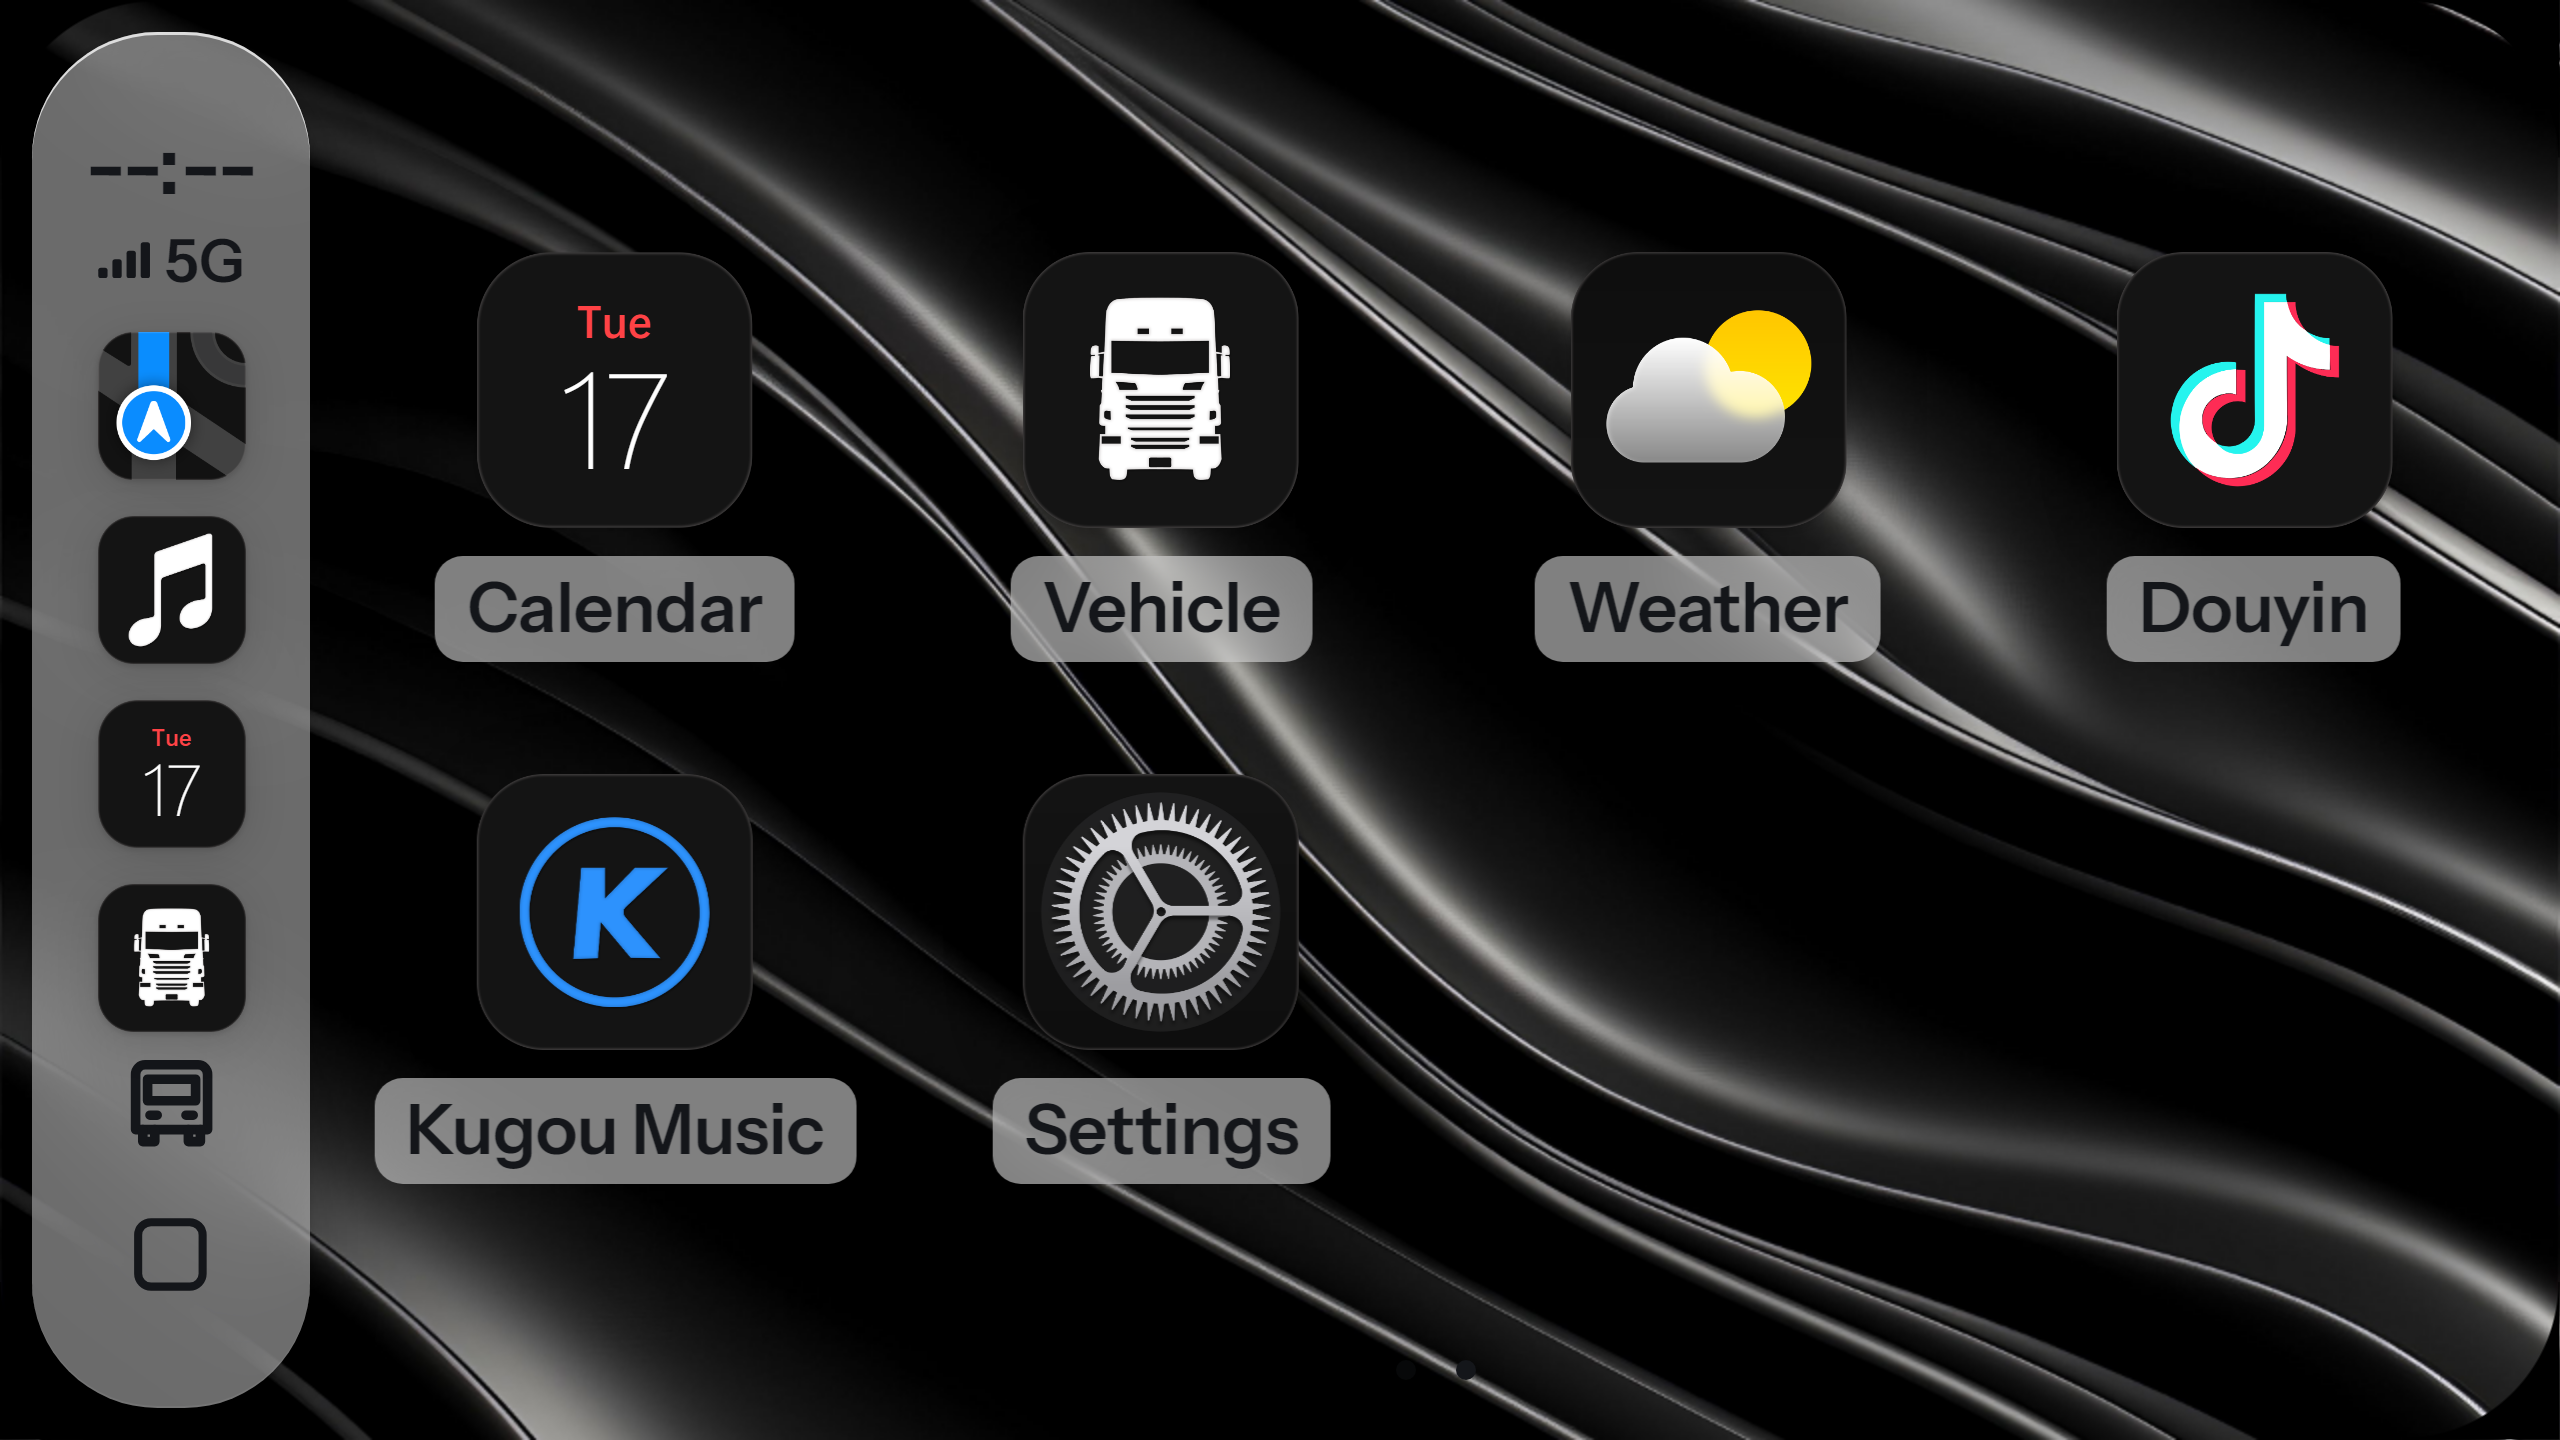 --:--
5G
Tue
17
Tue
17
Calendar
Vehicle
Weather
Douyin
K
Kugou Music
Settings